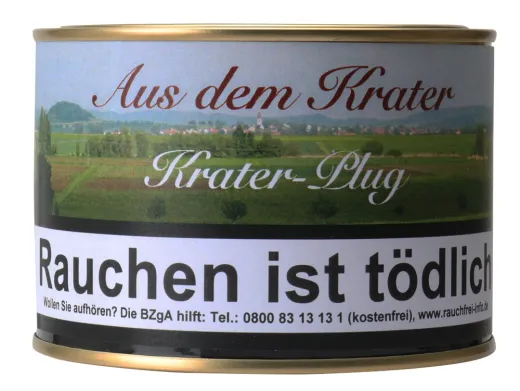 Aus dem Krater
Krater-Plug
Rauchen ist tödlich
Wollen Sie aufhören? Die BZgA hilft: Tel.: 0800 83 13 13 1 (kostenfrei), www.rauchfrei-info.de